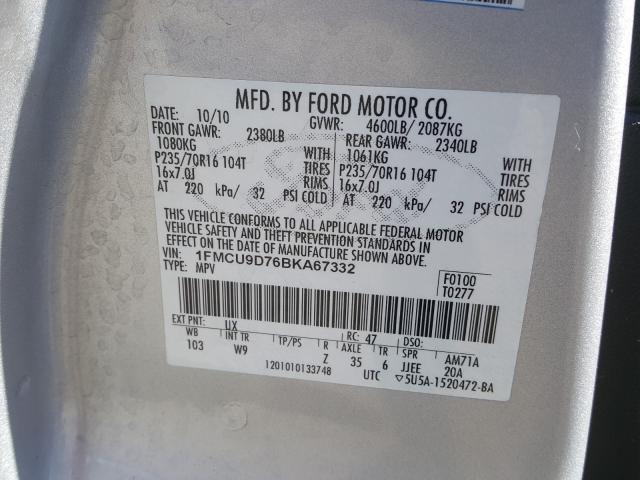 MFD. BY FORD MOTOR CO.
DATE: 10/10 GVWR: 4600LB/ 2087KG
FRONT GAWR: 2380LB REAR GAWR: 2340LB
1080KG 1061KG
P235/70R16 104T TIRES P235/70R16 104T TIRES
16x7.0J RIMS 16x7.0J RIMS
AT 220 kPa/ 32 PSI COLD AT 220 kPa/ 32 PSI COLD
THIS VEHICLE CONFORMS TO ALL APPLICABLE FEDERAL MOTOR
VEHICLE SAFETY AND THEFT PREVENTION STANDARDS IN
EFFECT ON THE DATE OF MANUFACTURE SHOWN ABOVE.
VIN: 1FMCU9D76BKA67332
TYPE: MPV
F0100
T0277
EXT PNT: UX RC: 47 DSO:
WB INT TR TP/PS R AXLE TR SPR AM71A
103 W9 Z 35 6 JJEE 20A
1201010133748 UTC ▽5U5A-1520472-BA